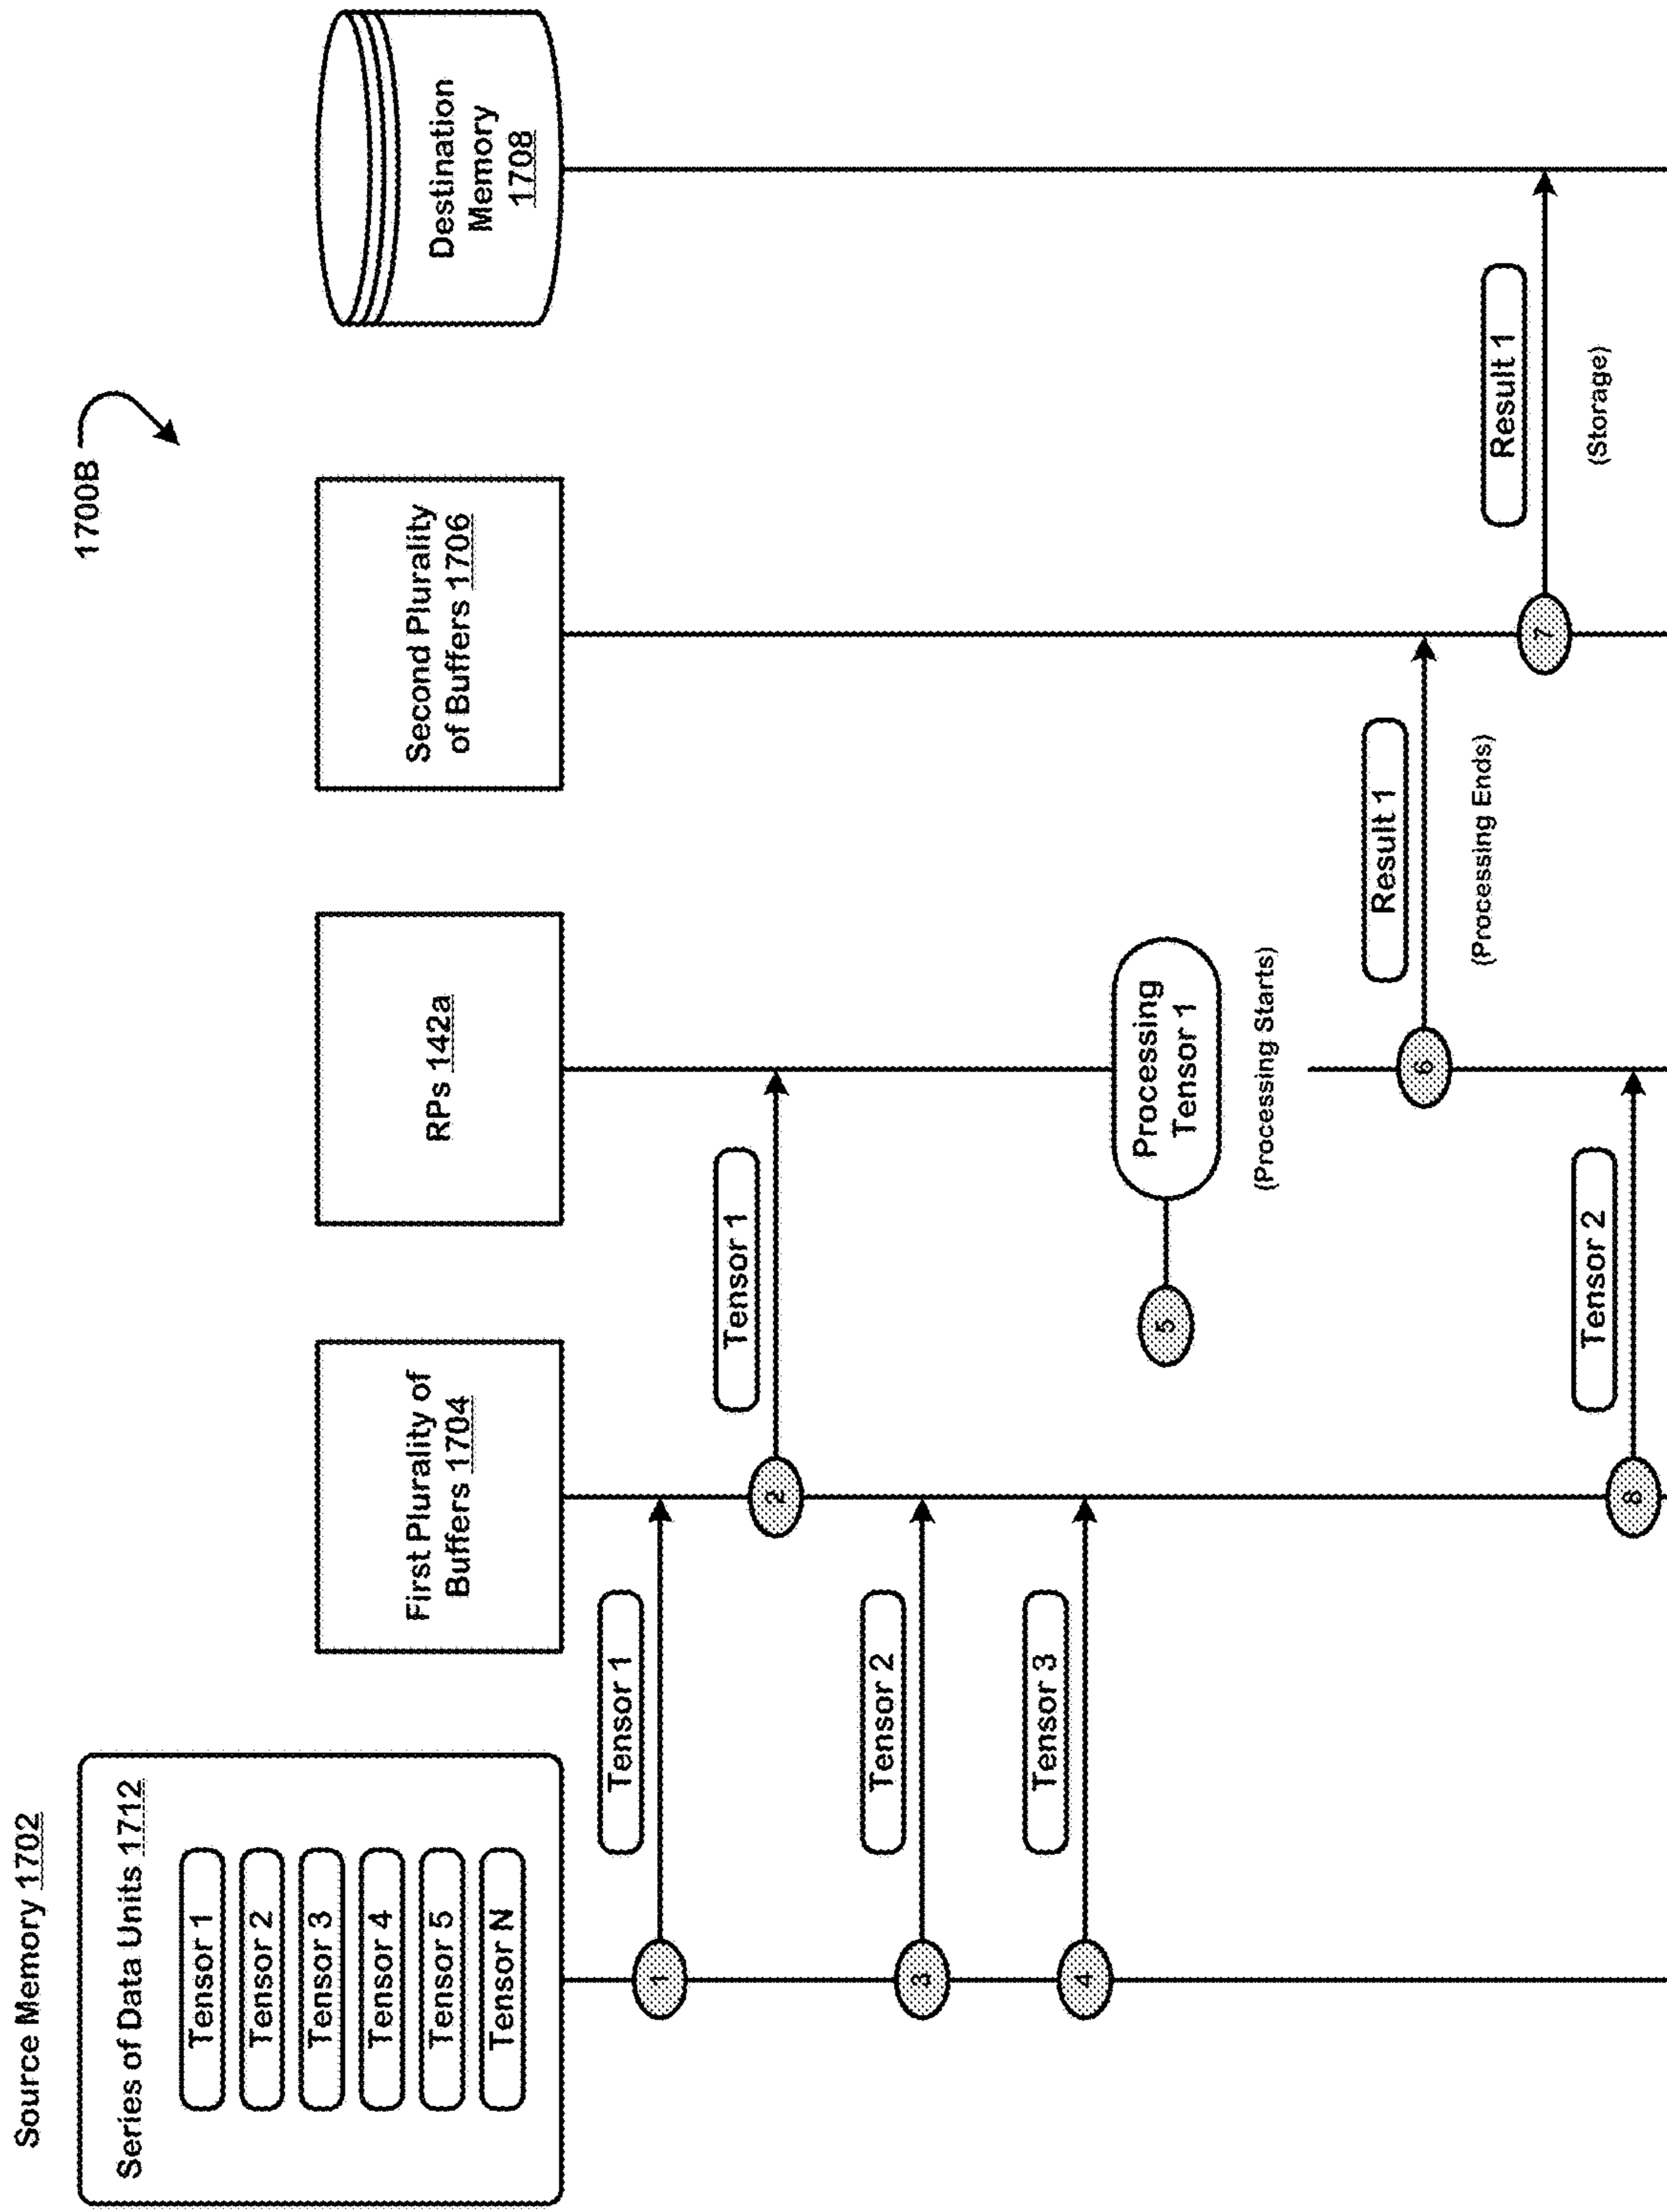 1700B
Source Memory 1702
Series of Data Units 1712
Tensor 1
Tensor 2
Tensor 3
Tensor 4
Tensor 5
Tensor N
First Plurality of
Buffers 1704
RPs 142a
Second Plurality
of Buffers 1706
Destination
Memory
1708
1
Tensor 1
2
Tensor 1
3
Tensor 2
4
Tensor 3
5
Processing
Tensor 1
(Processing Starts)
6
Result 1
(Processing Ends)
7
Result 1
(Storage)
8
Tensor 2